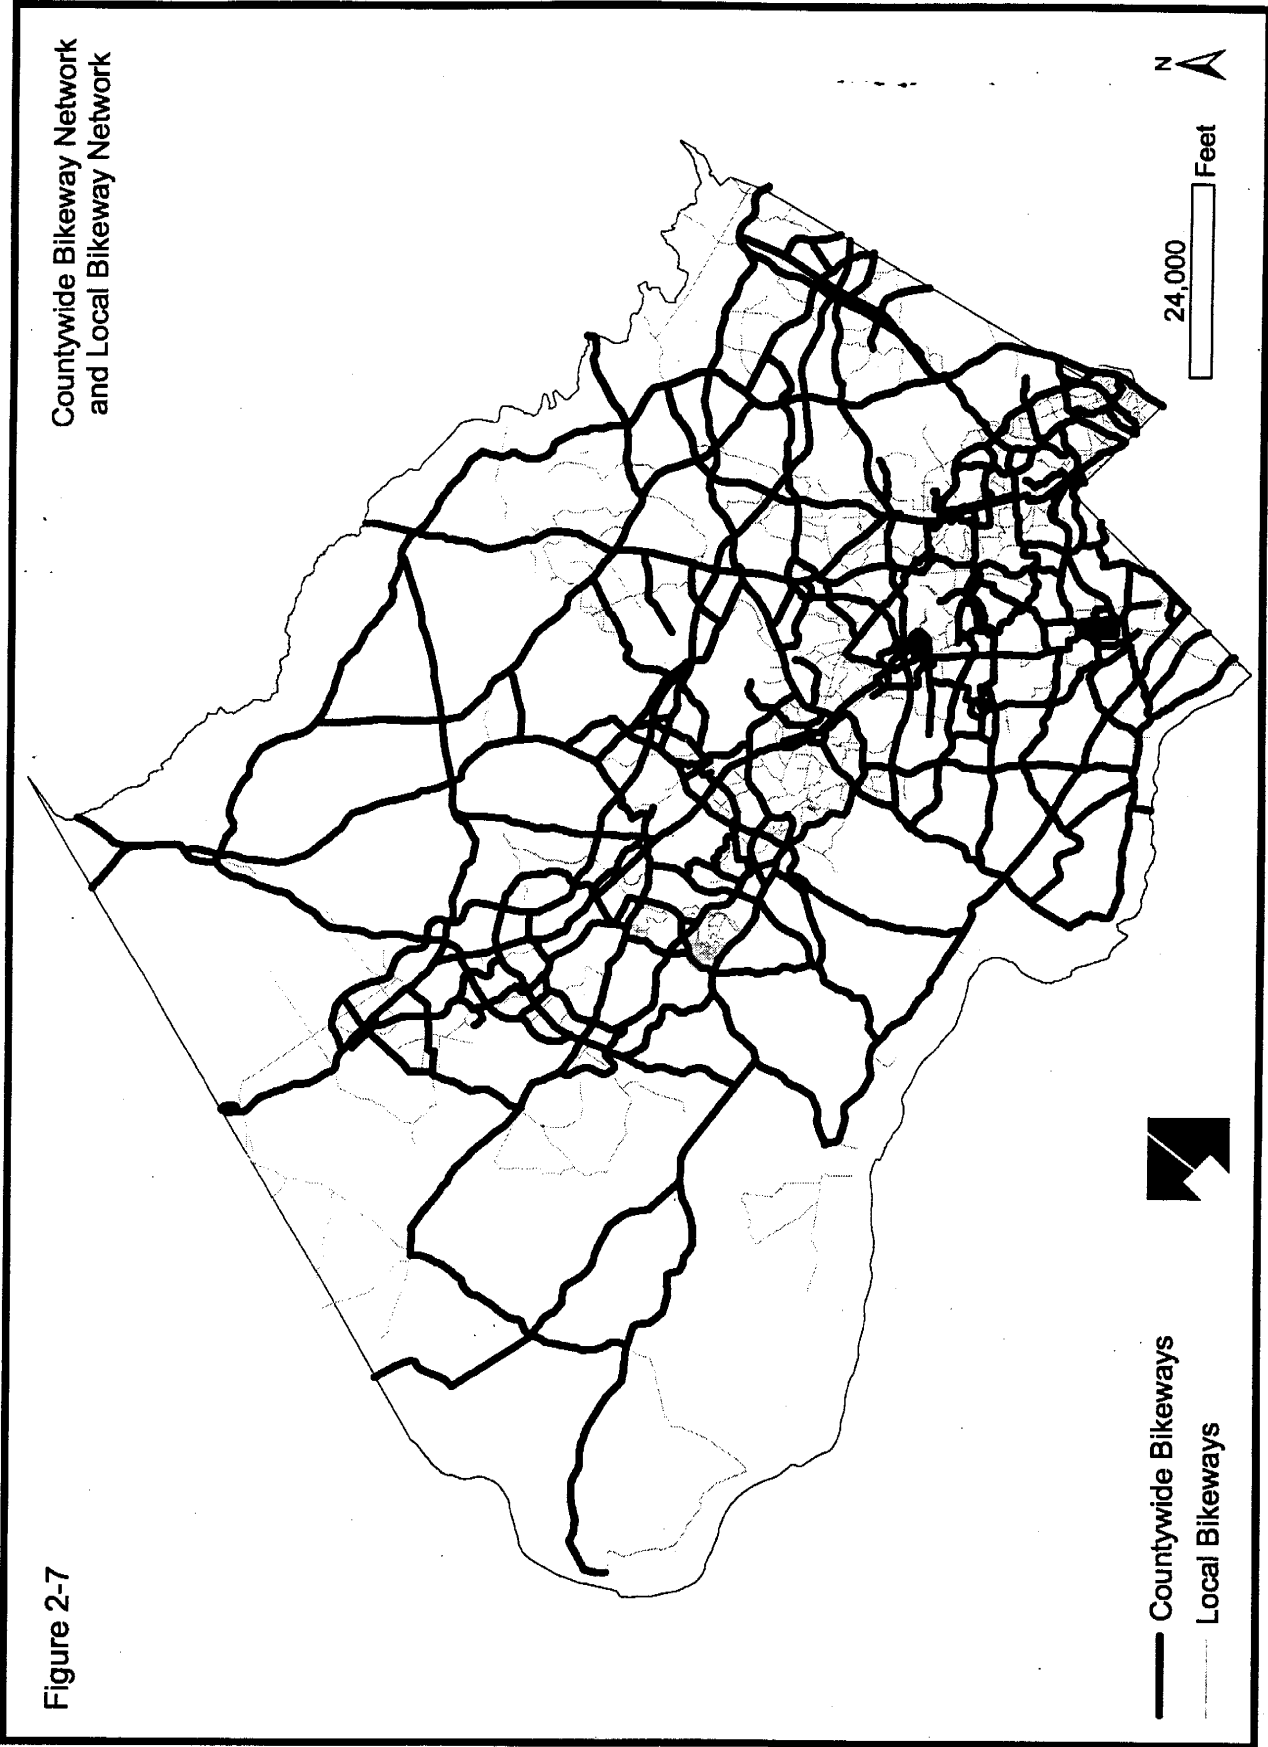 Figure 2-7
Countywide Bikeway Network
and Local Bikeway Network
Countywide Bikeways
Local Bikeways
24,000
Feet
N